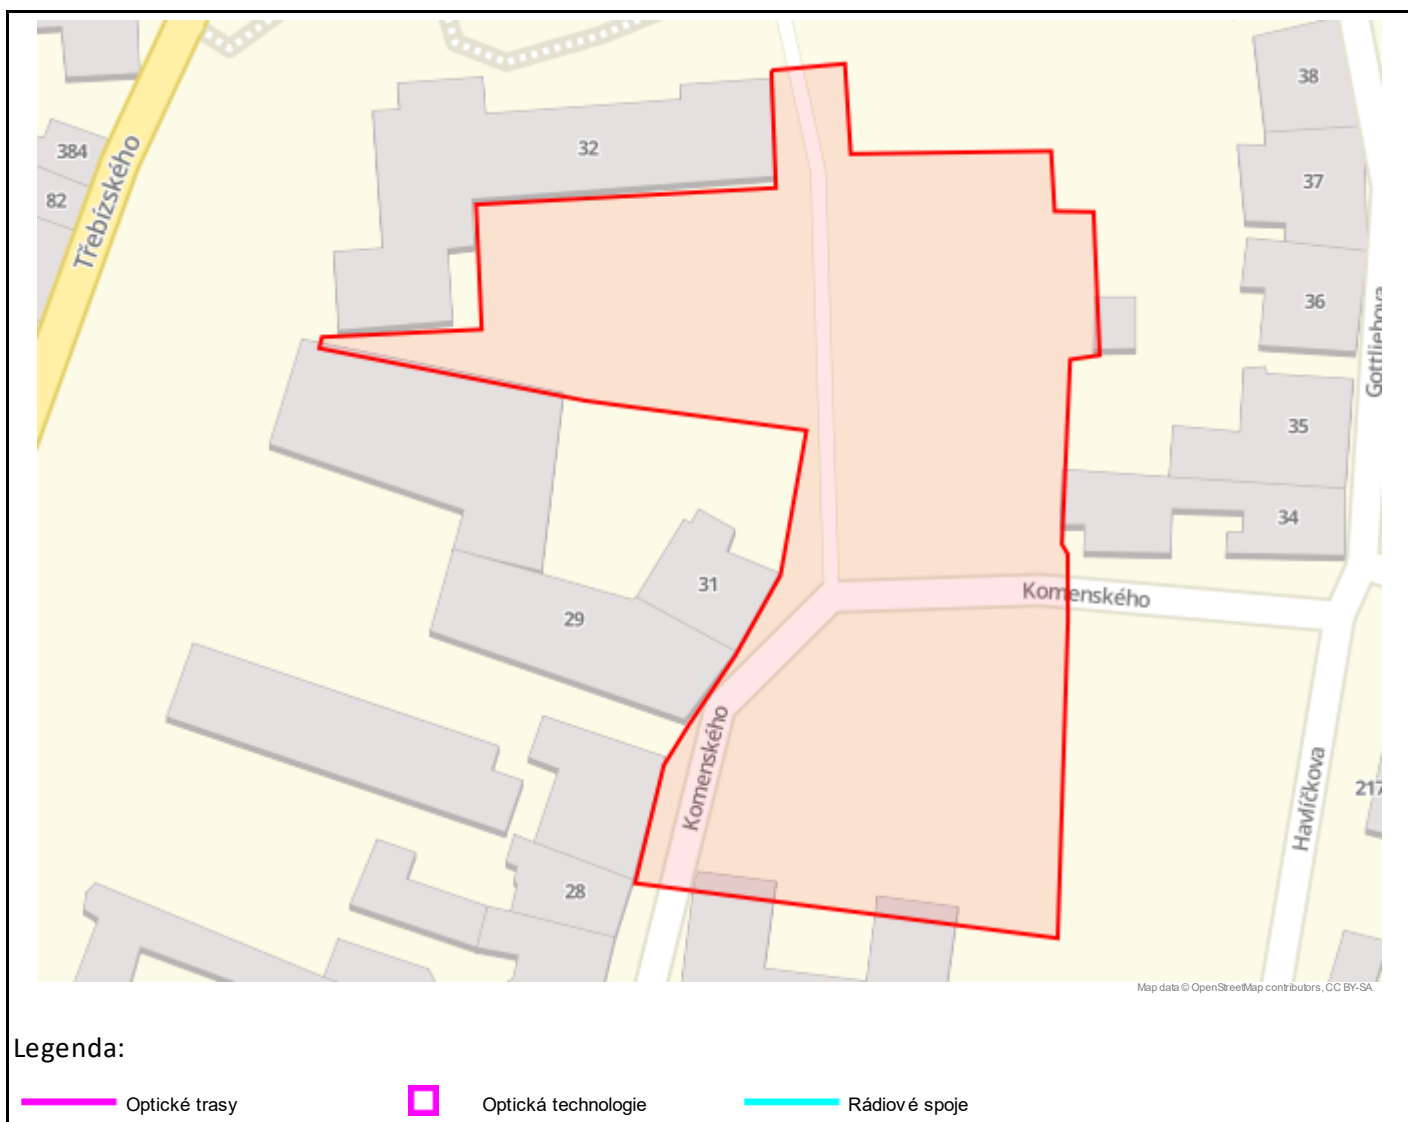 38
384
32
37
82
Třebízského
36
Gottliebova
35
34
31
Komenského
29
Komenského
Havlíčkova
217
28
Map data © OpenStreetMap contributors, CC BY-SA
Legenda:
Optické trasy
Optická technologie
Rádiové spoje